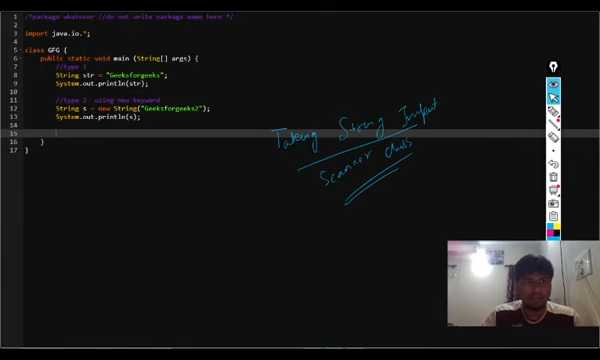 /*package whatever //do not write package name here */
import java.io.*;
class GFG {
public static void main (String[] args) {
//type 1
String str = "Geeksforgeeks";
System.out.println(str);
//type 2: using new keyword
String s = new String("Geeksforgeeks2");
System.out.println(s);
}
}
Taking String Input
Scanner class